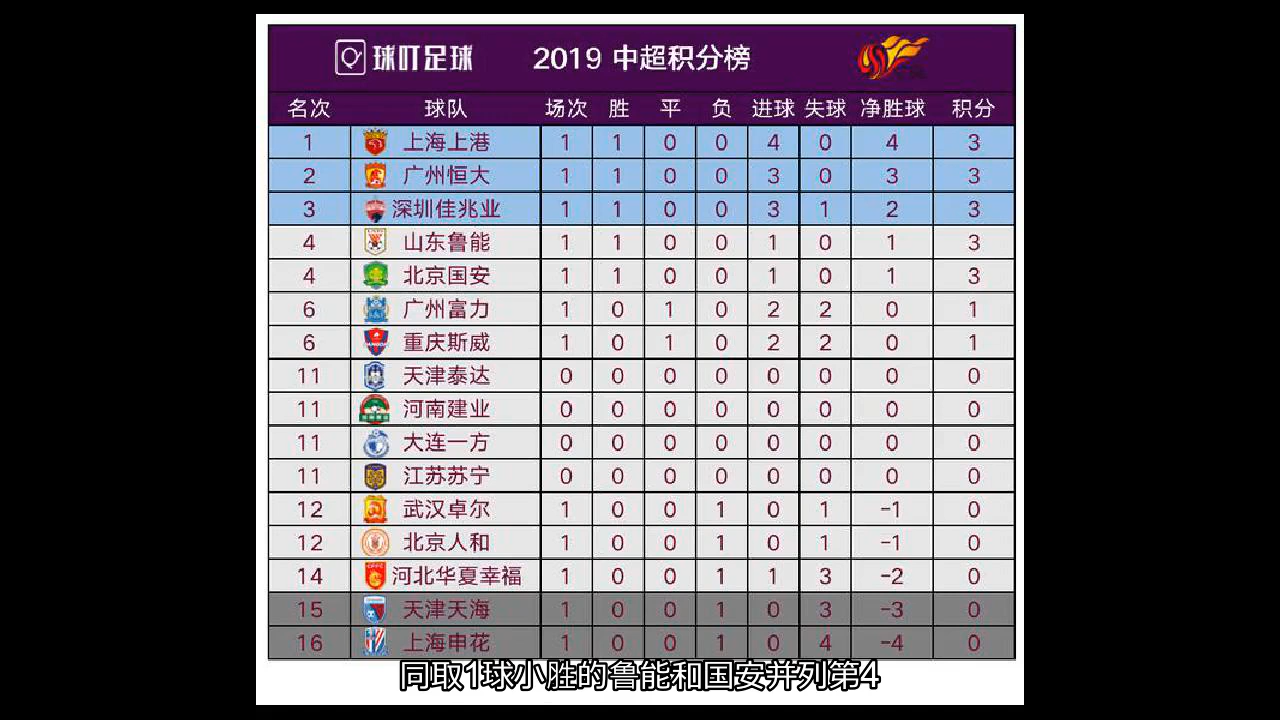 球叮足球 2019 中超积分榜
名次 球队 场次 胜 平 负 进球 失球 净胜球 积分
1 上海上港 1 1 0 0 4 0 4 3
2 广州恒大 1 1 0 0 3 0 3 3
3 深圳佳兆业 1 1 0 0 3 1 2 3
4 山东鲁能 1 1 0 0 1 0 1 3
4 北京国安 1 1 0 0 1 0 1 3
6 广州富力 1 0 1 0 2 2 0 1
6 重庆斯威 1 0 1 0 2 2 0 1
11 天津泰达 0 0 0 0 0 0 0 0
11 河南建业 0 0 0 0 0 0 0 0
11 大连一方 0 0 0 0 0 0 0 0
11 江苏苏宁 0 0 0 0 0 0 0 0
12 武汉卓尔 1 0 0 1 0 1 -1 0
12 北京人和 1 0 0 1 0 1 -1 0
14 河北华夏幸福 1 0 0 1 1 3 -2 0
15 天津天海 1 0 0 1 0 3 -3 0
16 上海申花 1 0 0 1 0 4 -4 0
同取1球小胜的鲁能和国安并列第4